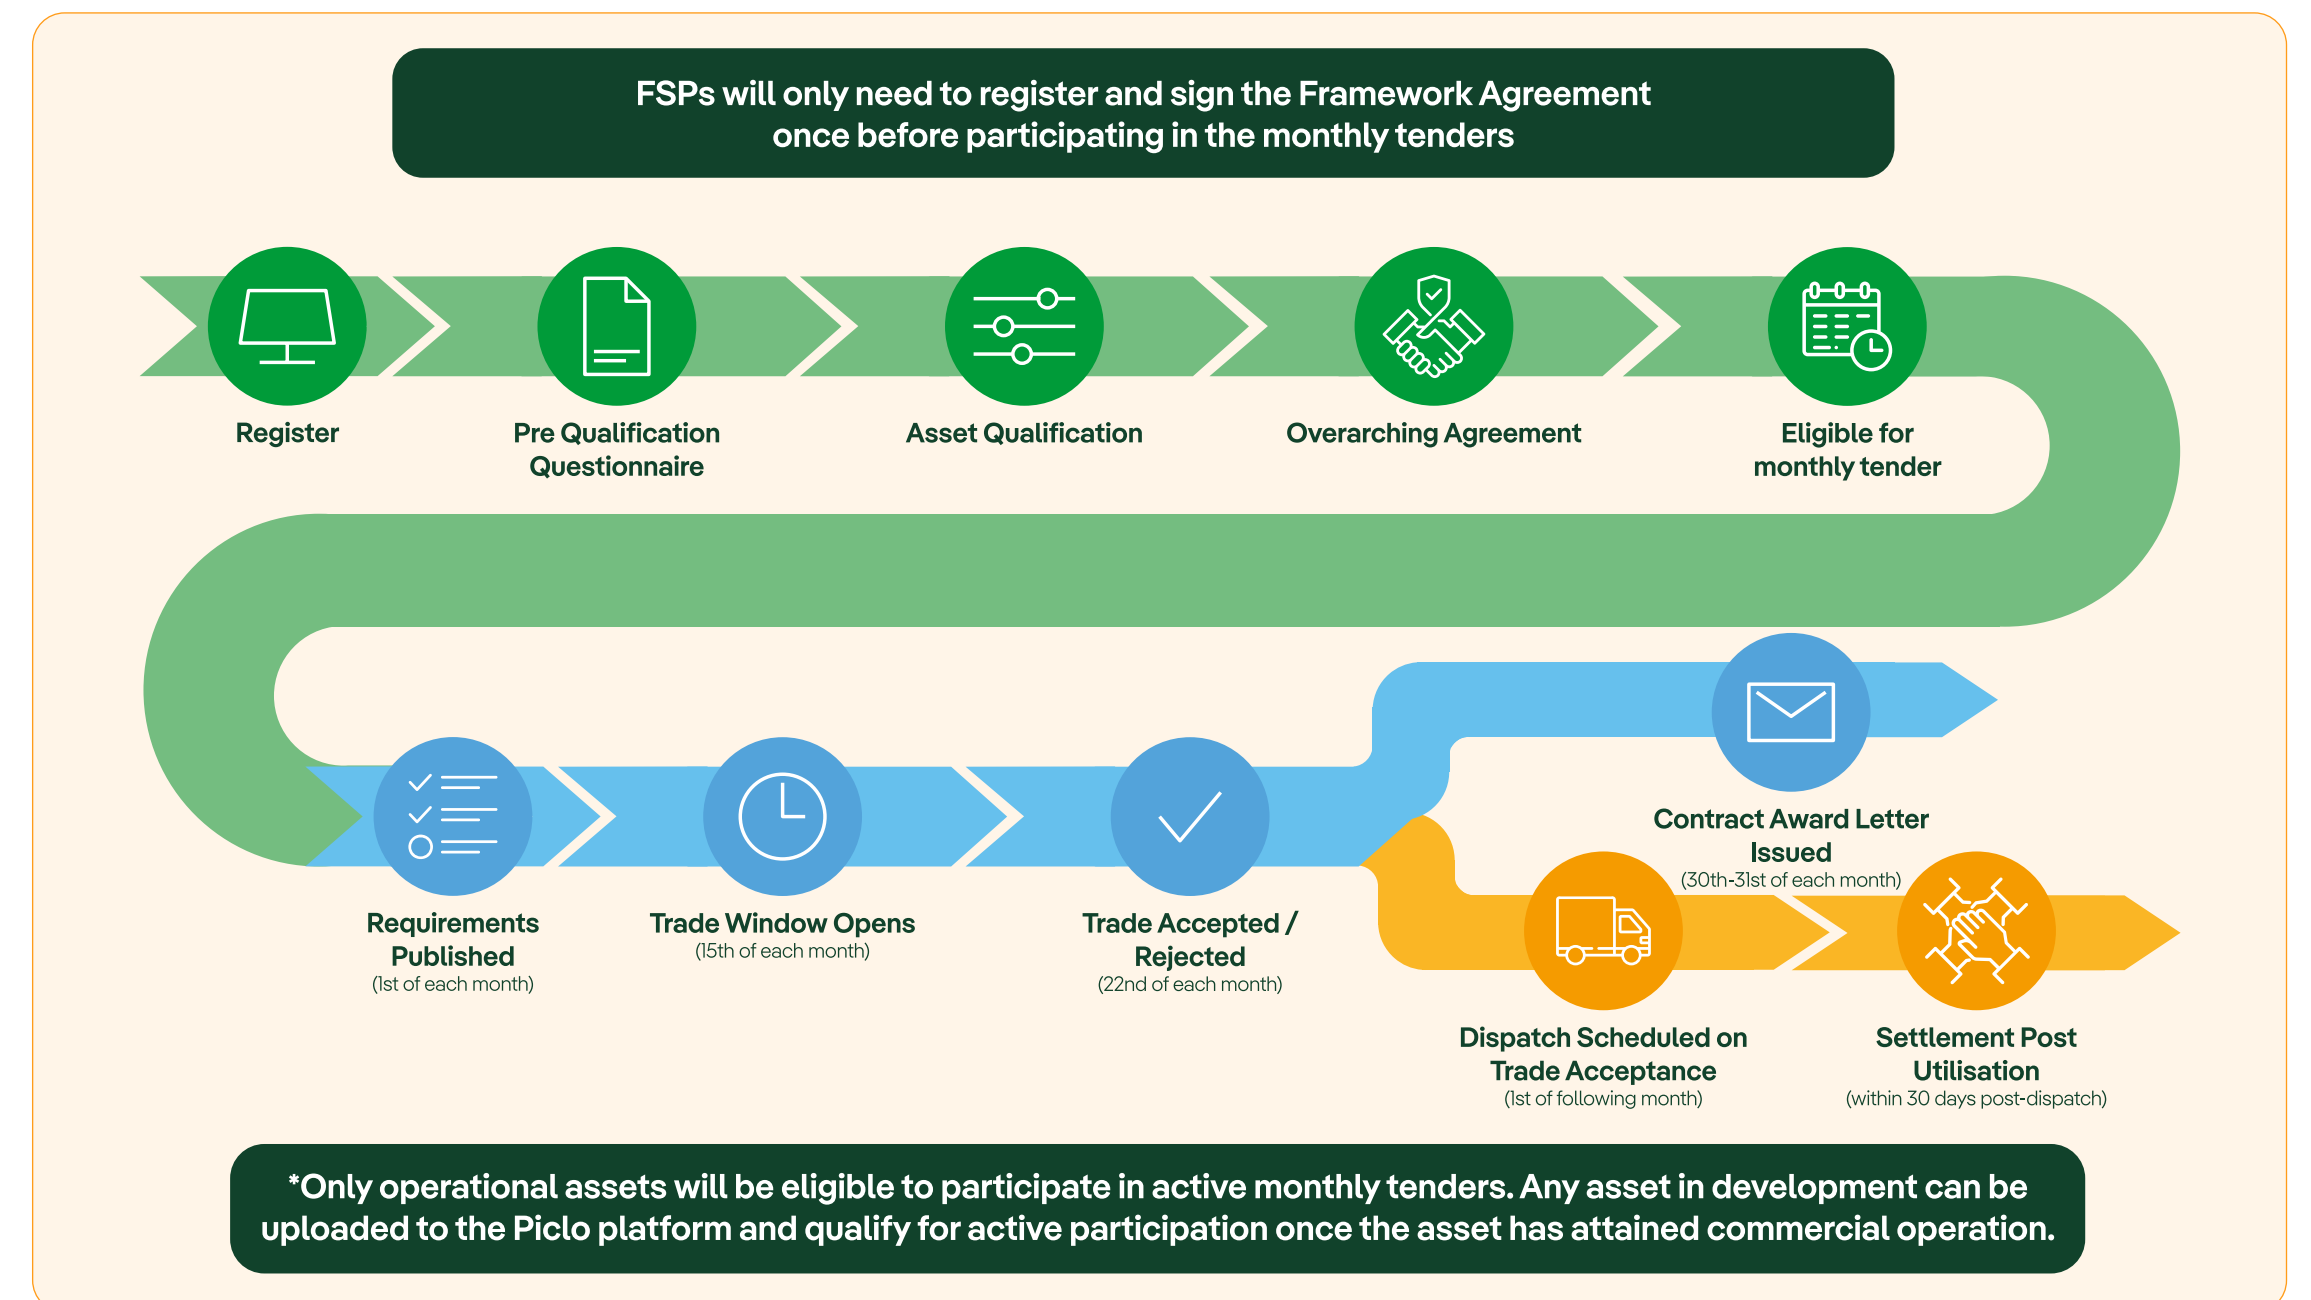 FSPs will only need to register and sign the Framework Agreement
once before participating in the monthly tenders
Register
Pre Qualification
Questionnaire
Asset Qualification
Overarching Agreement
Eligible for
monthly tender
Requirements
Published
(1st of each month)
Trade Window Opens
(15th of each month)
Trade Accepted /
Rejected
(22nd of each month)
Contract Award Letter
Issued
(30th-31st of each month)
Dispatch Scheduled on
Trade Acceptance
(1st of following month)
Settlement Post
Utilisation
(within 30 days post-dispatch)
*Only operational assets will be eligible to participate in active monthly tenders. Any asset in development can be
uploaded to the Piclo platform and qualify for active participation once the asset has attained commercial operation.